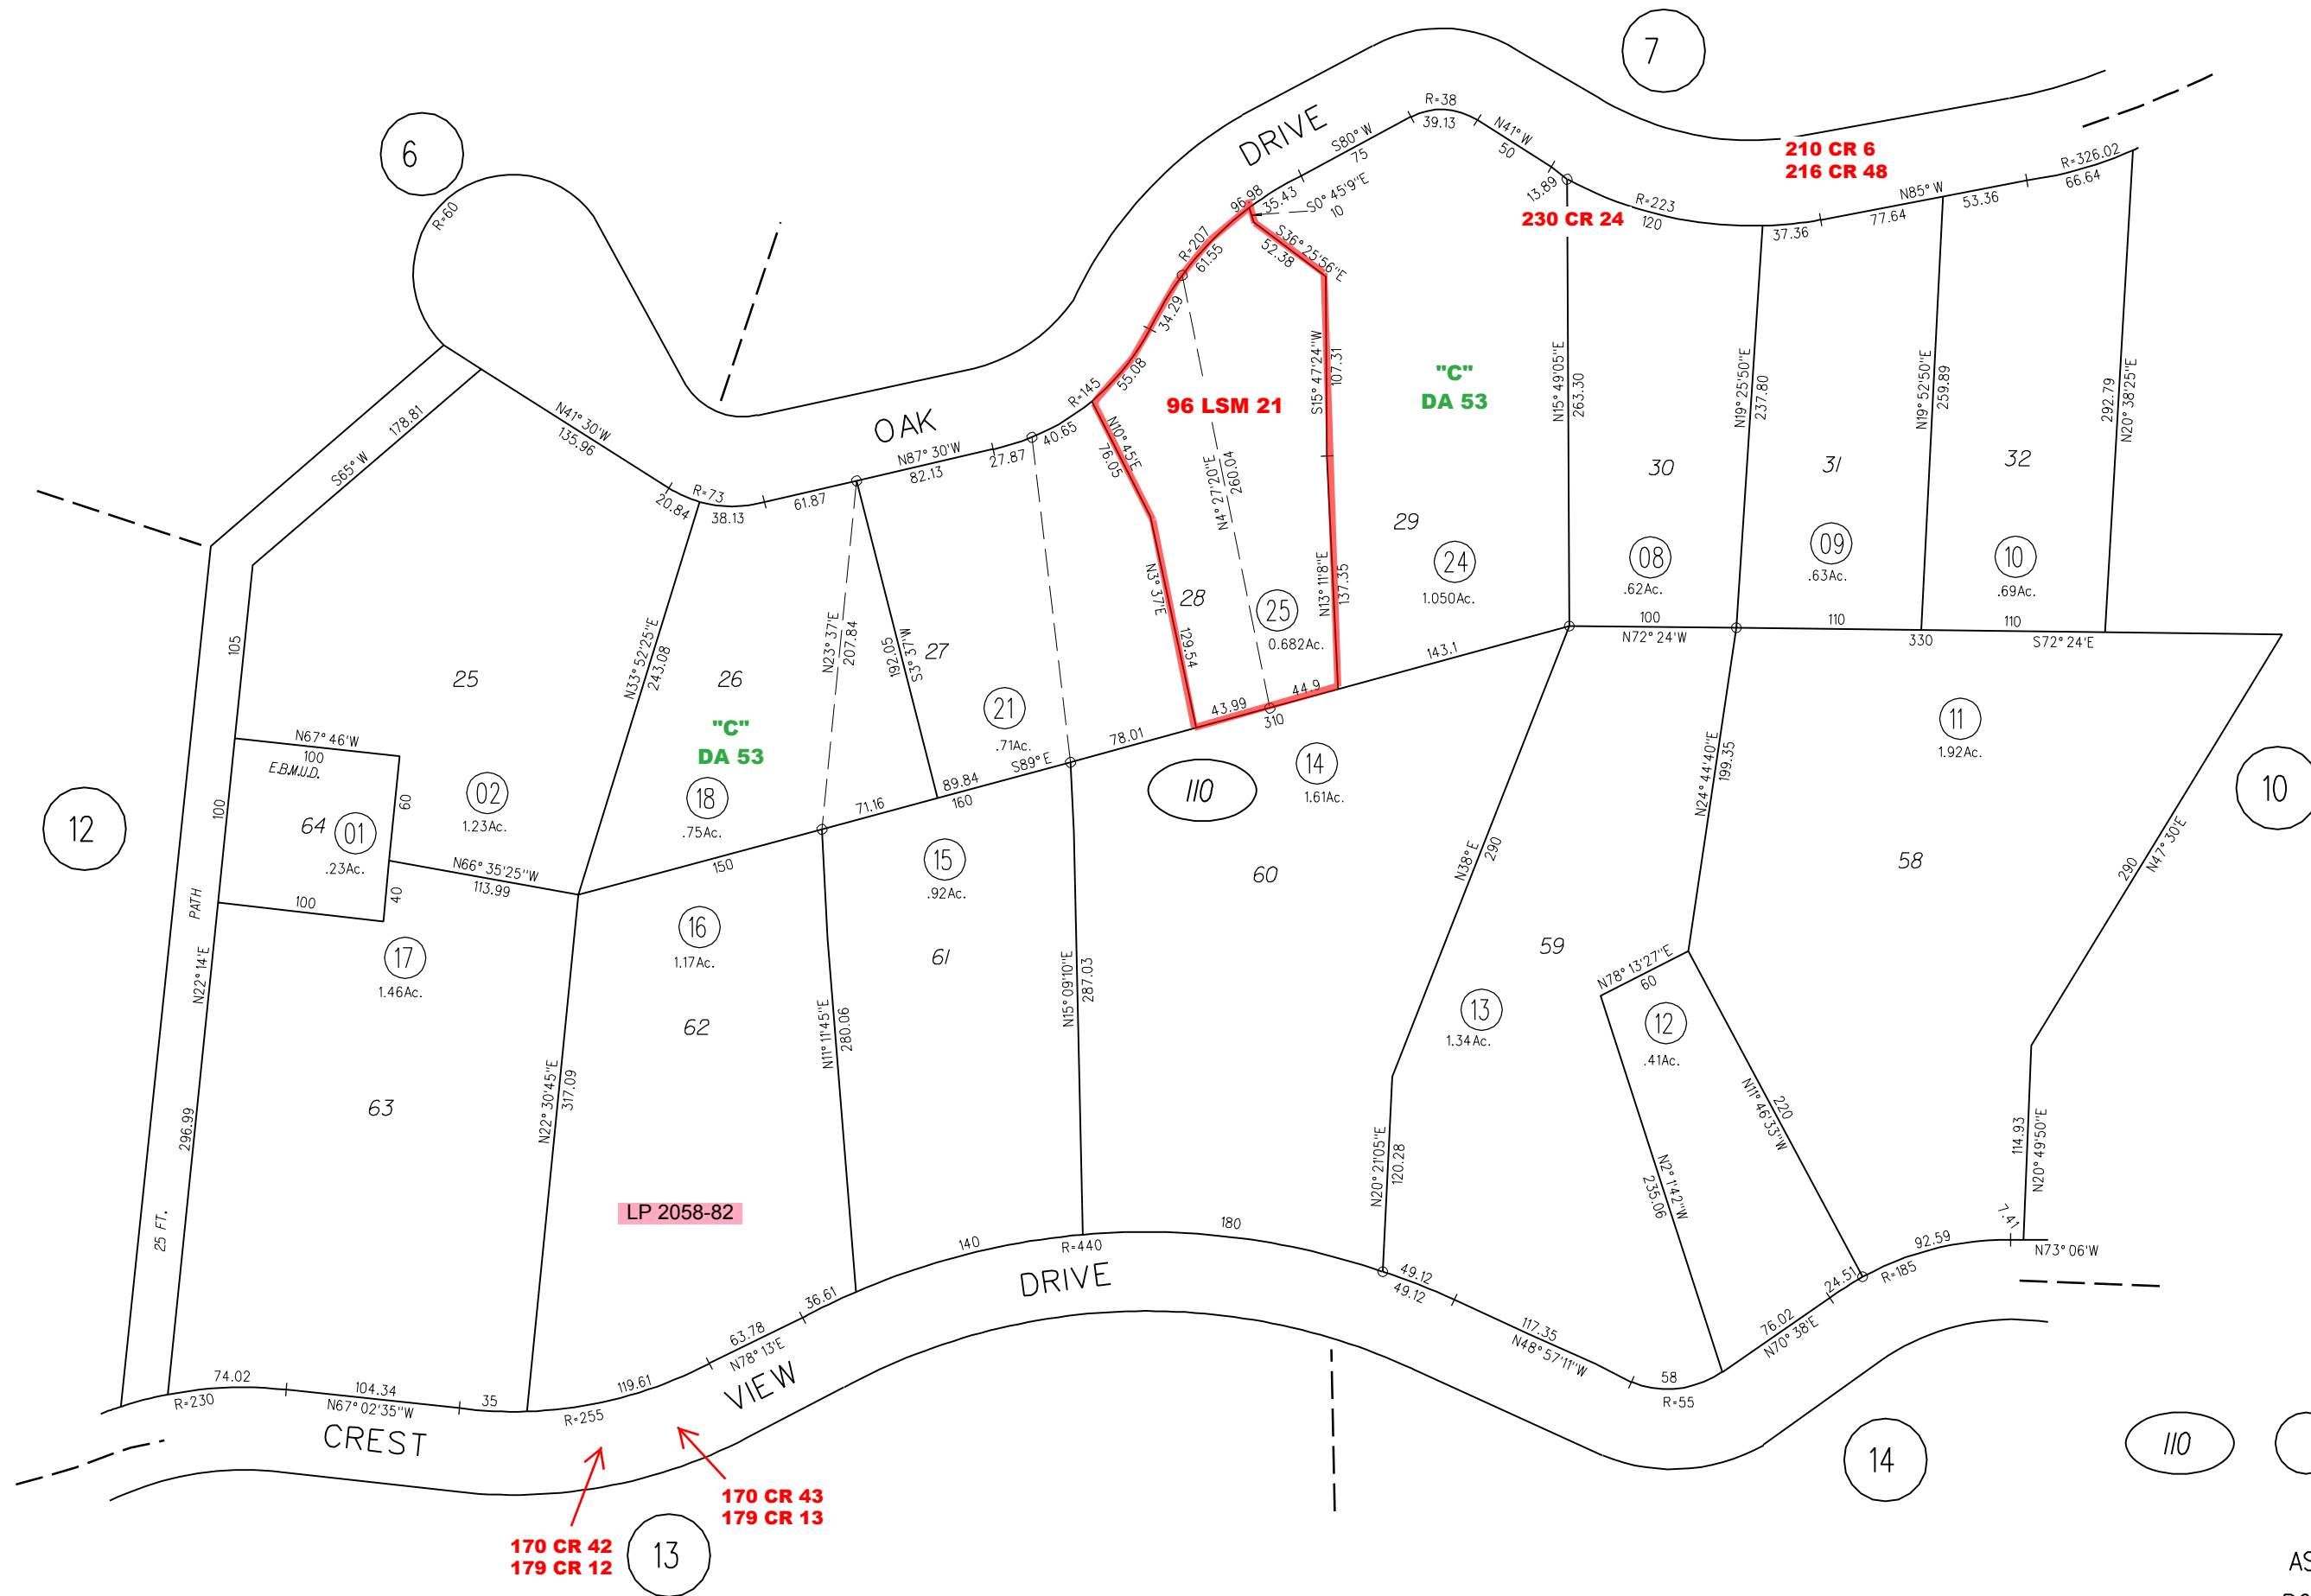 7
6
R=60
DRIVE
S80° W
75
R=38
39.13
N41° W
50
13.89
96.98
35.43
S0° 45'9"E
10
210 CR 6
216 CR 48
R=326.02
66.64
N85° W
53.36
77.64
37.36
R=223
120
230 CR 24
R=207
61.55
S36° 25'56"E
52.38
34.29
55.08
R=145
40.65
OAK
N87° 30'W
82.13
27.87
61.87
R=73
38.13
20.84
N41° 30'W
135.96
178.81
S65° W
96 LSM 21
"C"
DA 53
S15° 47'24"W
107.31
N10° 45'E
76.05
N4° 27'20"E
260.04
N15° 49'05"E
263.30
N19° 25'50"E
237.80
N19° 52'50"E
259.89
292.79
N20° 38'25"E
30
31
32
29
24
1.050Ac.
08
.62Ac.
09
.63Ac.
10
.69Ac.
N3° 37'E
129.54
28
25
0.682Ac.
N13° 11'8"E
137.35
105
25
N33° 52'25"E
243.08
26
N23° 37'E
207.84
S3° 37'W
192.05
27
21
.71Ac.
S89° E
78.01
43.99
44.9
310
143.1
100
N72° 24'W
110
330
110
S72° 24'E
"C"
DA 53
18
.75Ac.
N67° 46'W
100
E.B.M.U.D.
100
60
64
01
.23Ac.
02
1.23Ac.
12
40
100
N66° 35'25"W
113.99
150
71.16
89.84
160
15
.92Ac.
110
14
1.61Ac.
60
11
1.92Ac.
10
58
N24° 44'40"E
199.35
N38° E
290
290
N47° 30'E
PATH
N22° 14'E
17
1.46Ac.
16
1.17Ac.
62
61
59
N78° 13'27"E
60
13
1.34Ac.
12
.41Ac.
N11° 11'45"E
280.06
N15° 09'10"E
287.03
63
N22° 30'45"E
317.09
296.99
25 FT.
LP 2058-82
N20° 21'05"E
120.28
N2° 1'42"W
235.06
220
N11° 46'33"W
114.93
N20° 49'50"E
7.41
92.59
N73° 06'W
R=185
24.51
76.02
N70° 38'E
58
R=55
117.35
N48° 57'11"W
49.12
49.12
180
R=440
140
36.61
63.78
N78° 13'E
119.61
R=255
35
104.34
N67° 02'35"W
74.02
R=230
DRIVE
VIEW
CREST
170 CR 43
179 CR 13
170 CR 42
179 CR 12
13
14
110